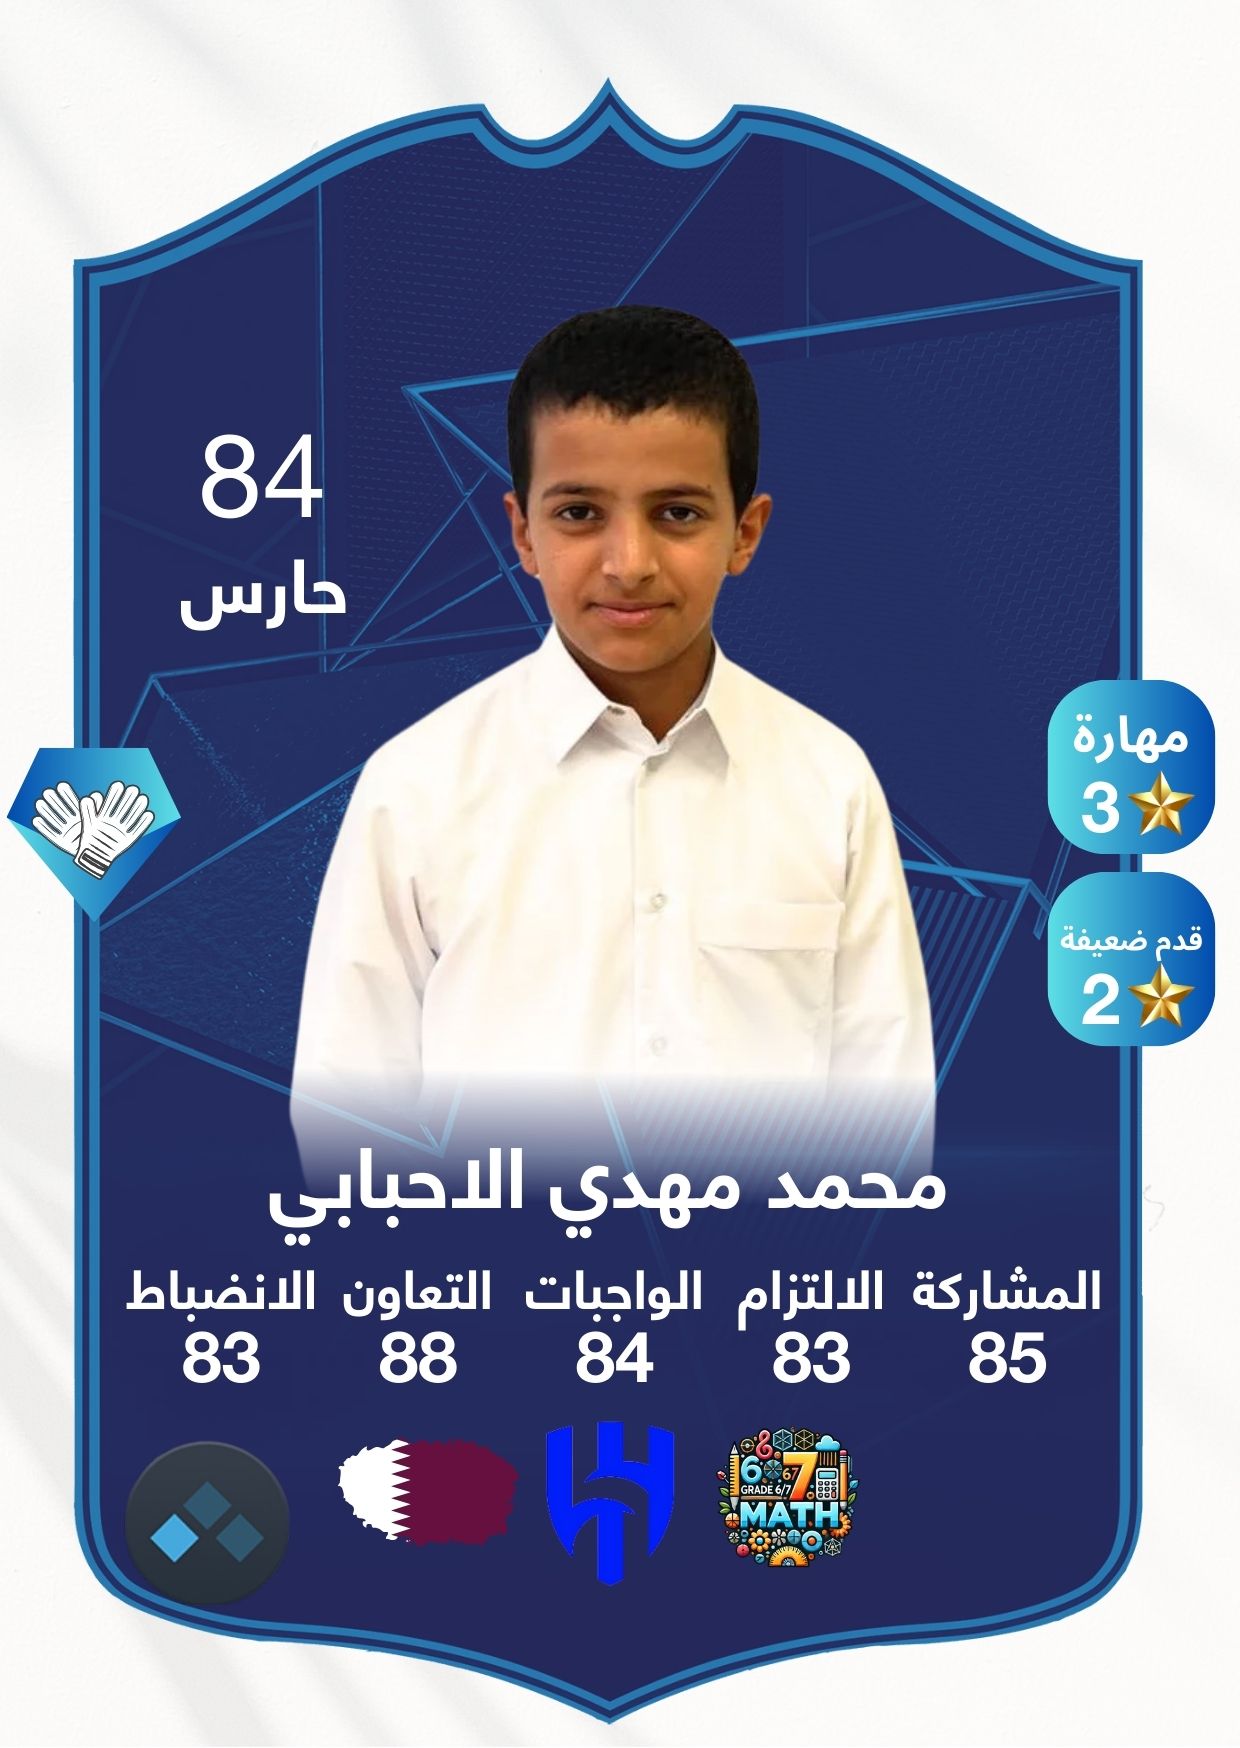 84
حارس
مهارة
3
قدم ضعيفة
2
محمد مهدي الاحبابي
المشاركة الالتزام الواجبات التعاون الانضباط
85 83 84 88 83
6 67 7
GRADE 6/7
MATH